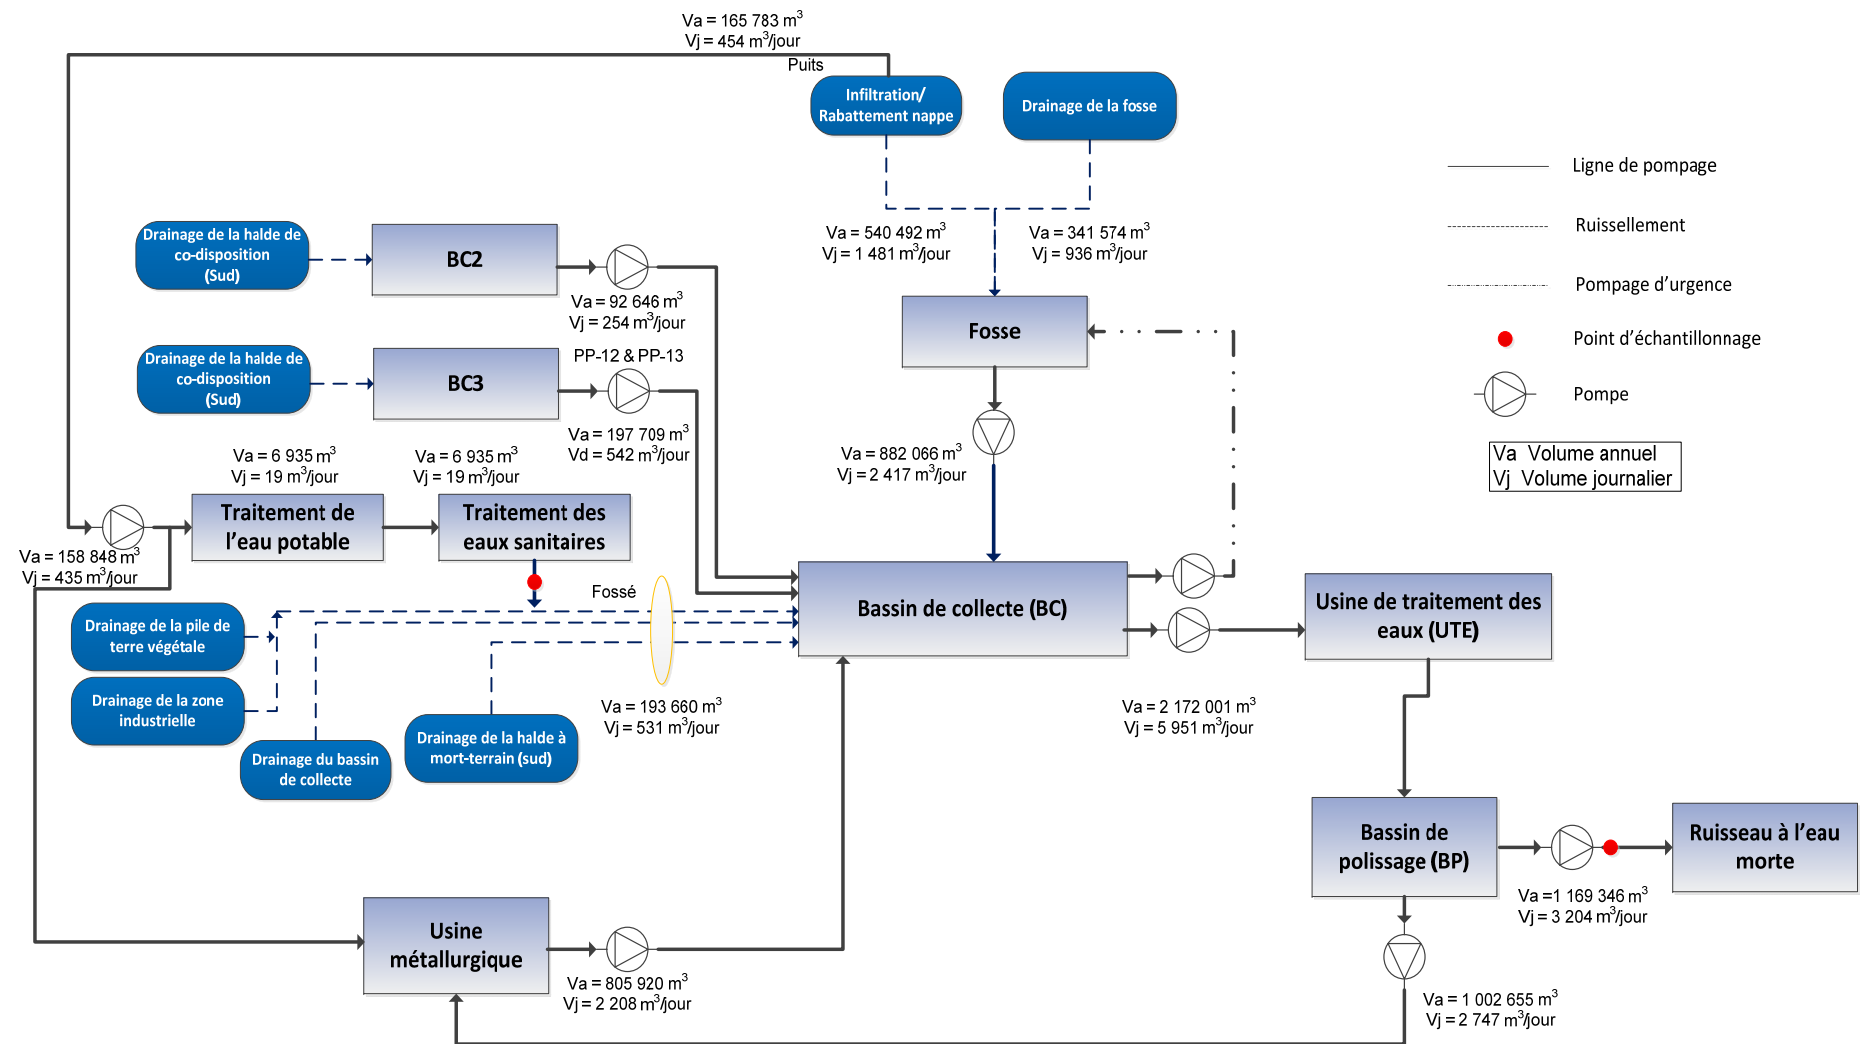 Va = 165 783 m³
Vj = 454 m³/jour
Puits
Infiltration/
Rabattement nappe
Drainage de la fosse
Ligne de pompage
Ruissellement
Pompage d'urgence
Point d'échantillonnage
Pompe
Va Volume annuel
Vj Volume journalier
Va = 540 492 m³
Vj = 1 481 m³/jour
Va = 341 574 m³
Vj = 936 m³/jour
Drainage de la halde de
co-disposition
(Sud)
BC2
Va = 92 646 m³
Vj = 254 m³/jour
Fosse
Drainage de la halde de
co-disposition
(Sud)
BC3
PP-12 & PP-13
Va = 197 709 m³
Vd = 542 m³/jour
Va = 882 066 m³
Vj = 2 417 m³/jour
Va = 6 935 m³
Vj = 19 m³/jour
Va = 6 935 m³
Vj = 19 m³/jour
Traitement de
l'eau potable
Traitement des
eaux sanitaires
Va = 158 848 m³
Vj = 435 m³/jour
Fossé
Bassin de collecte (BC)
Usine de traitement des
eaux (UTE)
Drainage de la pile de
terre végétale
Drainage de la zone
industrielle
Drainage du bassin
de collecte
Drainage de la halde à
mort-terrain (sud)
Va = 193 660 m³
Vj = 531 m³/jour
Va = 2 172 001 m³
Vj = 5 951 m³/jour
Bassin de
polissage (BP)
Ruisseau à l'eau
morte
Va =1 169 346 m³
Vj = 3 204 m³/jour
Usine
métallurgique
Va = 805 920 m³
Vj = 2 208 m³/jour
Va = 1 002 655 m³
Vj = 2 747 m³/jour